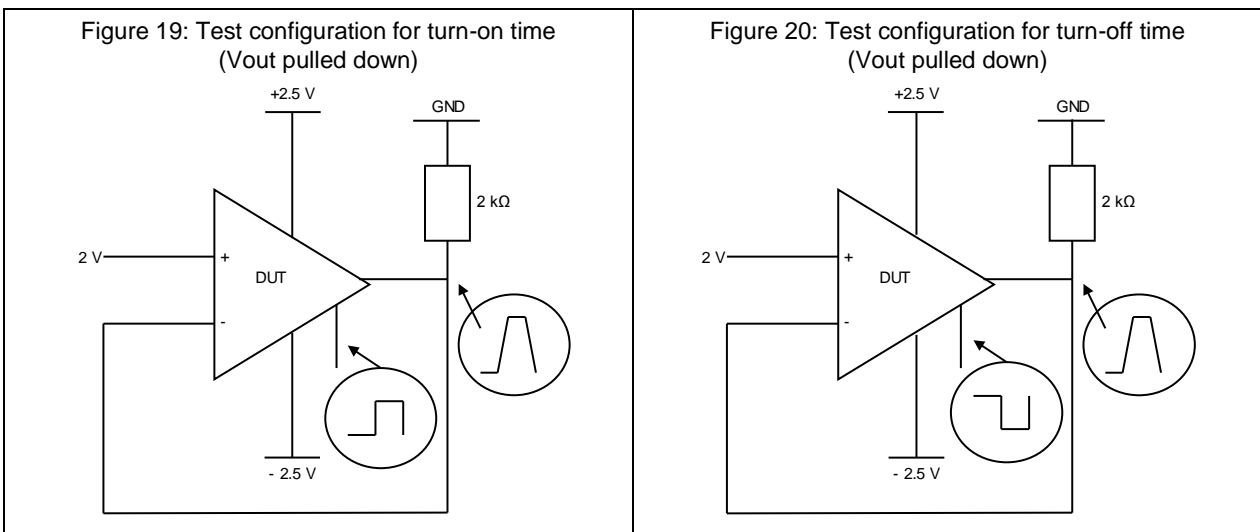 Figure 19: Test configuration for turn-on time
(Vout pulled down)
+2.5 V
GND
2 kΩ
2 V
+
DUT
-
- 2.5 V
Figure 20: Test configuration for turn-off time
(Vout pulled down)
+2.5 V
GND
2 kΩ
2 V
+
DUT
-
- 2.5 V